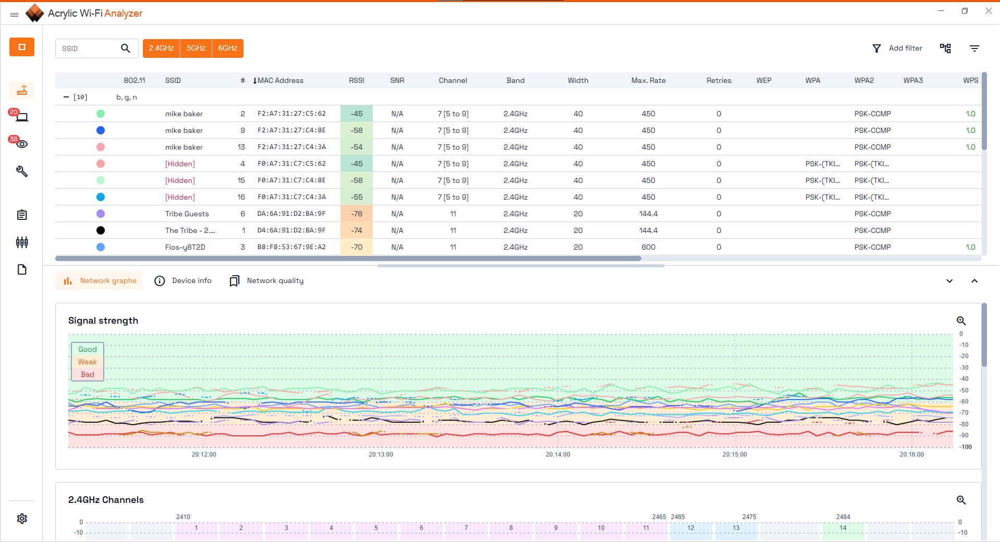 Acrylic Wi-Fi Analyzer
SSID 2.4GHz 5GHz 6GHz Add filter
802.11 SSID # MAC Address RSSI SNR Channel Band Width Max. Rate Retries WEP WPA WPA2 WPA3 WPS
[10] b, g, n
mike baker 2 F2:A7:31:27:C5:62 -45 N/A 7 [5 to 9] 2.4GHz 40 450 0 PSK-CCMP 1.0
20
mike baker 9 F2:A7:31:27:C4:8E -58 N/A 7 [5 to 9] 2.4GHz 40 450 0 PSK-CCMP 1.0
38
mike baker 13 F2:A7:31:27:C4:3A -54 N/A 7 [5 to 9] 2.4GHz 40 450 0 PSK-CCMP 1.0
[Hidden] 4 F0:A7:31:C7:C5:62 -45 N/A 7 [5 to 9] 2.4GHz 40 450 0 PSK-(TKI... PSK-(TKI...
[Hidden] 15 F0:A7:31:C7:C4:8E -58 N/A 7 [5 to 9] 2.4GHz 40 450 0 PSK-(TKI... PSK-(TKI...
[Hidden] 16 F0:A7:31:C7:C4:3A -55 N/A 7 [5 to 9] 2.4GHz 40 450 0 PSK-(TKI... PSK-(TKI...
Tribe Guests 6 DA:6A:91:D2:BA:9F -78 N/A 11 2.4GHz 20 144.4 0 PSK-CCMP
The Tribe - 2.... 1 D4:6A:91:D2:BA:9F -74 N/A 11 2.4GHz 20 144.4 0 PSK-CCMP
Fios-y8T2D 3 B8:F8:53:67:9E:A2 -70 N/A 11 2.4GHz 20 600 0 PSK-CCMP 1.0
Network graphs Device info Network quality
Signal strength
Good
Weak
Bad
0
-10
-20
-30
-40
-50
-60
-70
-80
-90
-100
20:12:00 20:13:00 20:14:00 20:15:00 20:16:00
2.4GHz Channels
2410 2465 2465 2475 2484
0 0
1 2 3 4 5 6 7 8 9 10 11 12 13 14
-10 -10